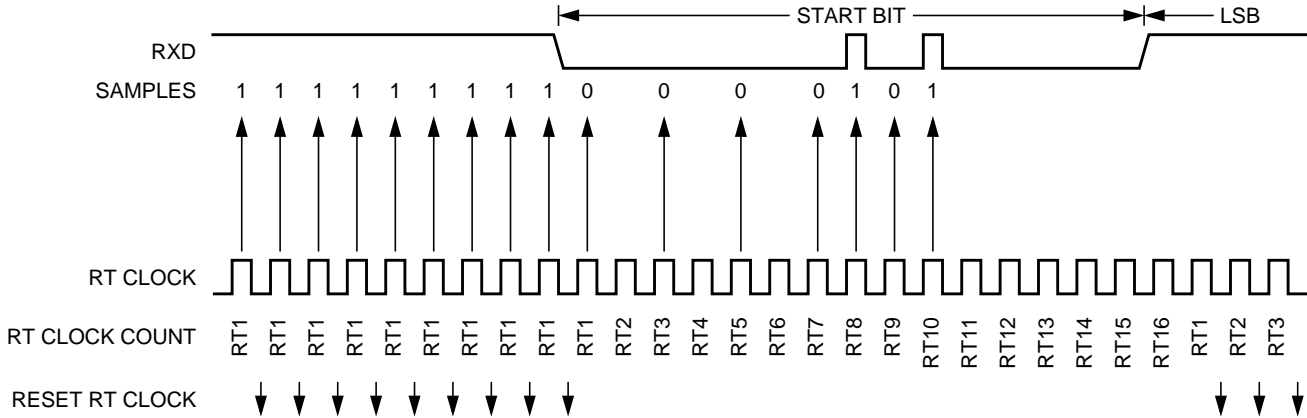 START BIT LSB
RXD
SAMPLES 1 1 1 1 1 1 1 1 1 0 0 0 0 1 0 1
RT CLOCK
RT CLOCK COUNT RT1 RT1 RT1 RT1 RT1 RT1 RT1 RT1 RT1 RT1 RT2 RT3 RT4 RT5 RT6 RT7 RT8 RT9 RT10 RT11 RT12 RT13 RT14 RT15 RT16 RT1 RT2 RT3
RESET RT CLOCK